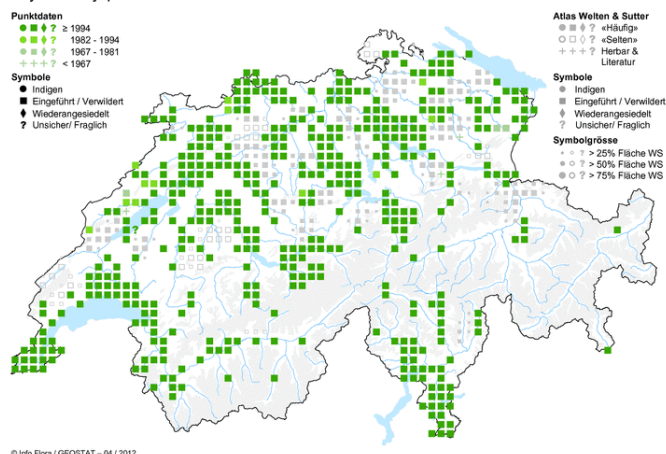 Punktdaten
≥ 1994
1982 - 1994
1967 - 1981
< 1967
Symbole
Indigen
Eingeführt / Verwildert
Wiederangesiedelt
? Unsicher/ Fraglich
Atlas Welten & Sutter
«Häufig»
«Selten»
Herbar &
Literatur
Symbole
Indigen
Eingeführt / Verwildert
Wiederangesiedelt
? Unsicher/ Fraglich
Symbolgrösse
> 25% Fläche WS
> 50% Fläche WS
> 75% Fläche WS
© Info Flora / GEOSTAT – 04 / 2012